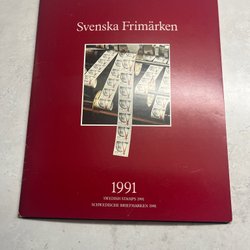 Svenska Frimärken
1991
SWEDISH STAMPS 1991
SCHWEDISCHE BRIEFMARKEN 1991